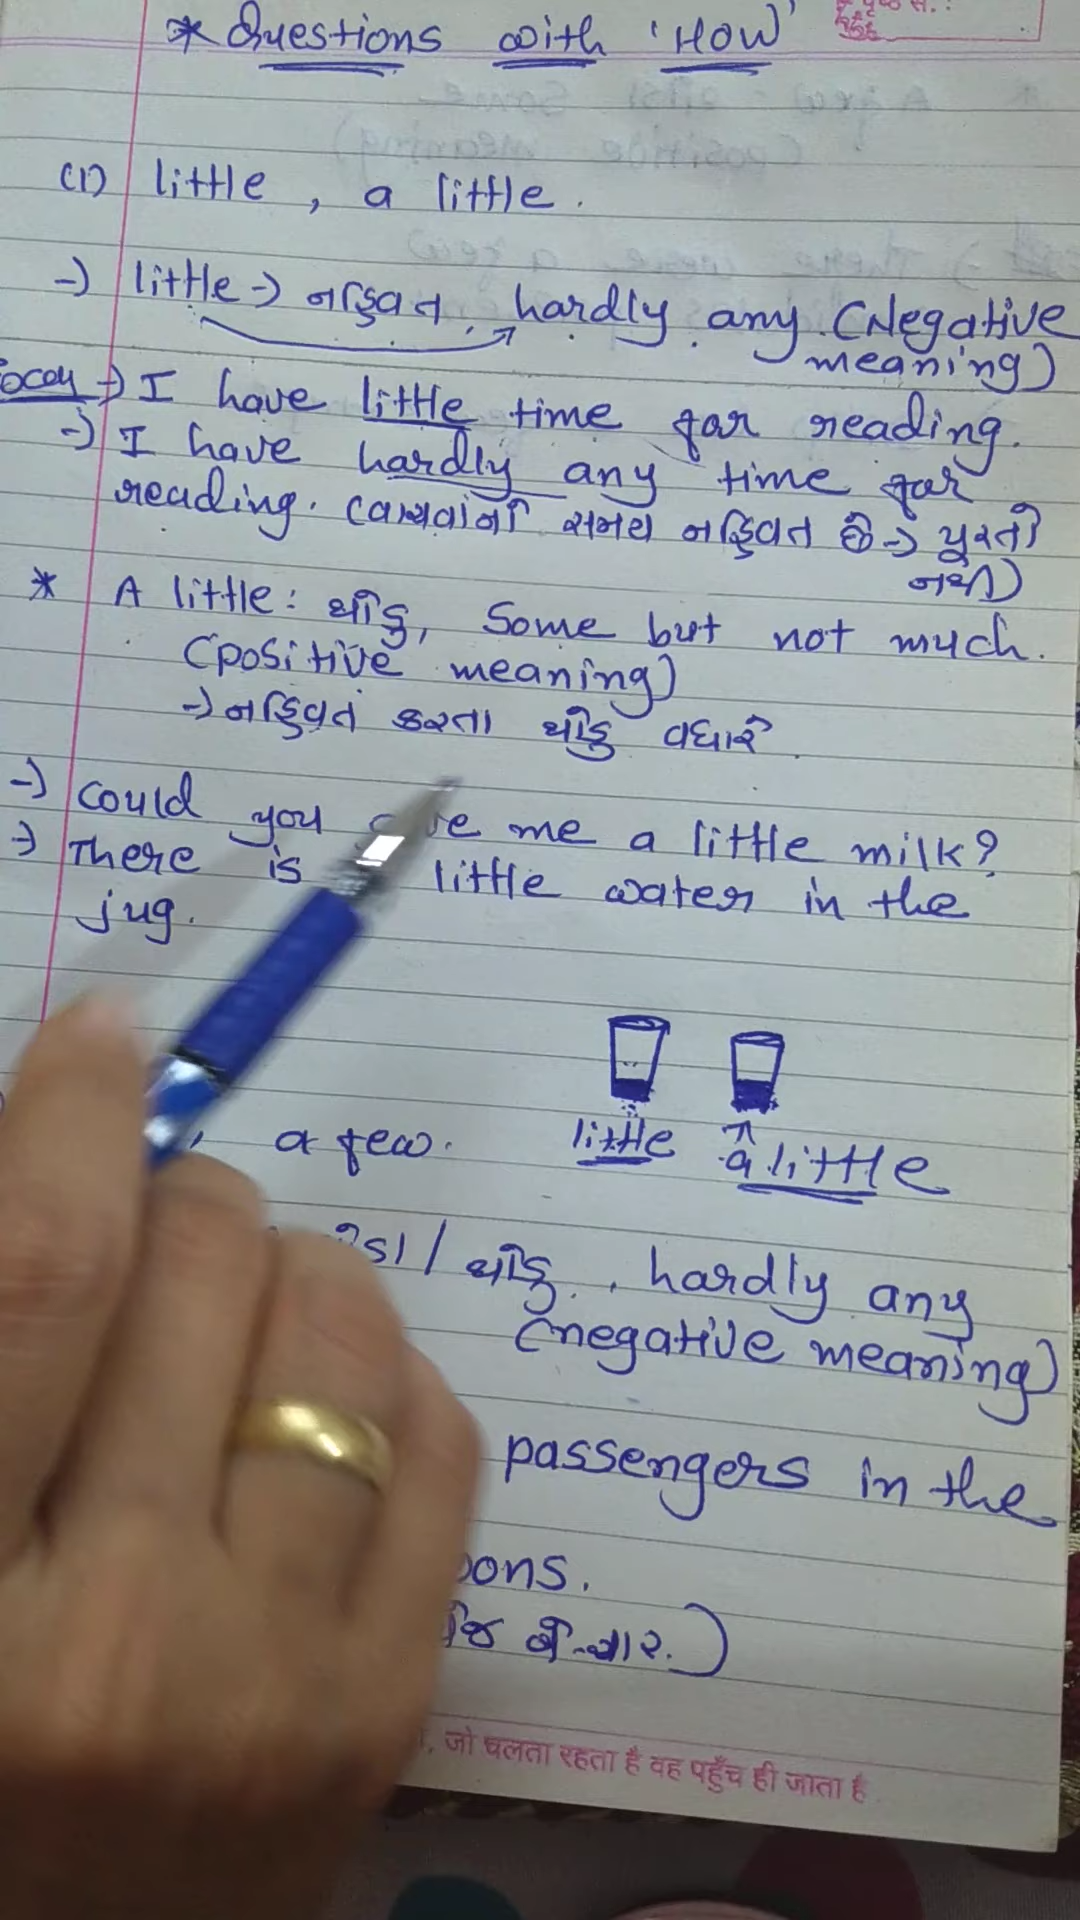 * Questions with 'HOW'
(1) little, a little.
→ little → નહિવત, hardly any (Negative
meaning)
→ I have little time for reading.
→ I have hardly any time for
reading. (વાંચવાનો સમય નહિવત છે → પૂરતો
નથી)
* A little: થોડું, Some but not much.
(positive meaning)
→ નહિવત કરતા થોડું વધારે.
→ Could you me a little milk?
→ There is little water in the
jug.
little a little
, a few.
/ થોડું, hardly any
(negative meaning)
passengers in the
બે-ચાર.)
जो चलता रहता है वह पहुँच ही जाता है